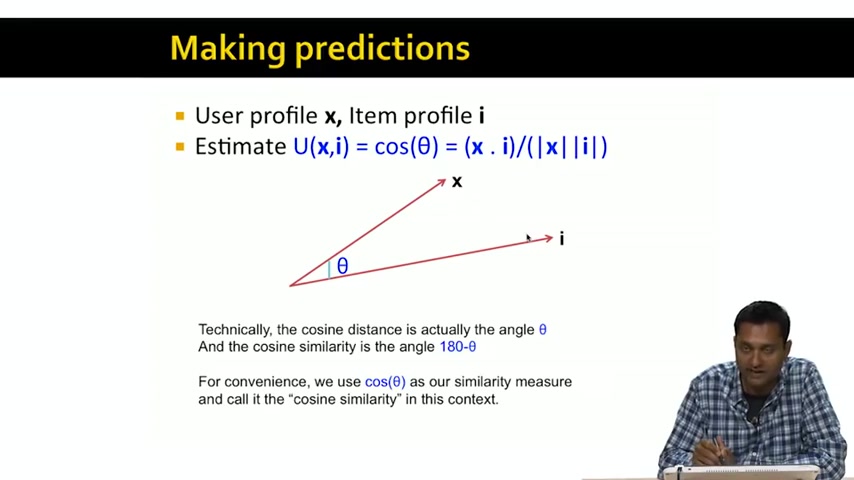 Making predictions
User profile x, Item profile i
Estimate U(x,i) = cos(θ) = (x . i)/(|x||i|)
x
i
θ
Technically, the cosine distance is actually the angle θ
And the cosine similarity is the angle 180-θ
For convenience, we use cos(θ) as our similarity measure
and call it the “cosine similarity” in this context.